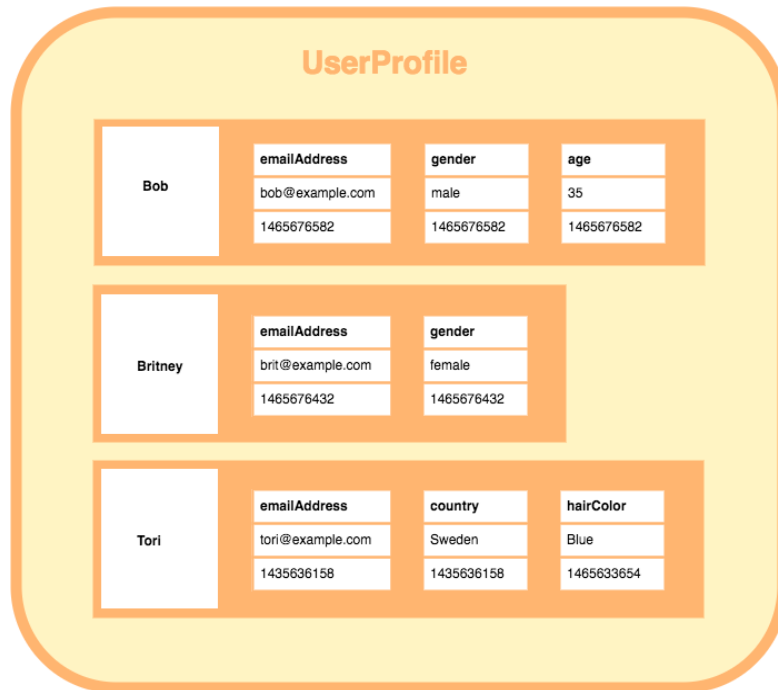 UserProfile
Bob
emailAddress gender age
bob@example.com male 35
1465676582 1465676582 1465676582
Britney
emailAddress gender
brit@example.com female
1465676432 1465676432
Tori
emailAddress country hairColor
tori@example.com Sweden Blue
1435636158 1435636158 1465633654